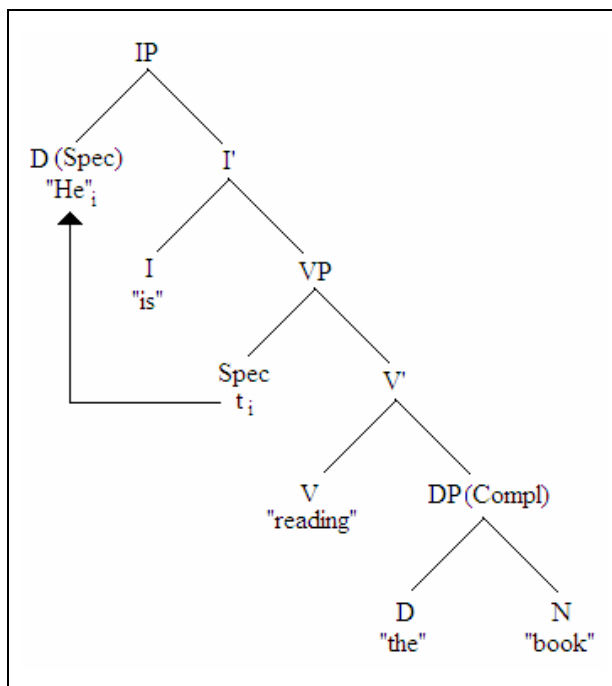 IP
D (Spec) I'
"He"i
I VP
"is"
Spec V'
ti
V DP (Compl)
"reading"
D N
"the" "book"